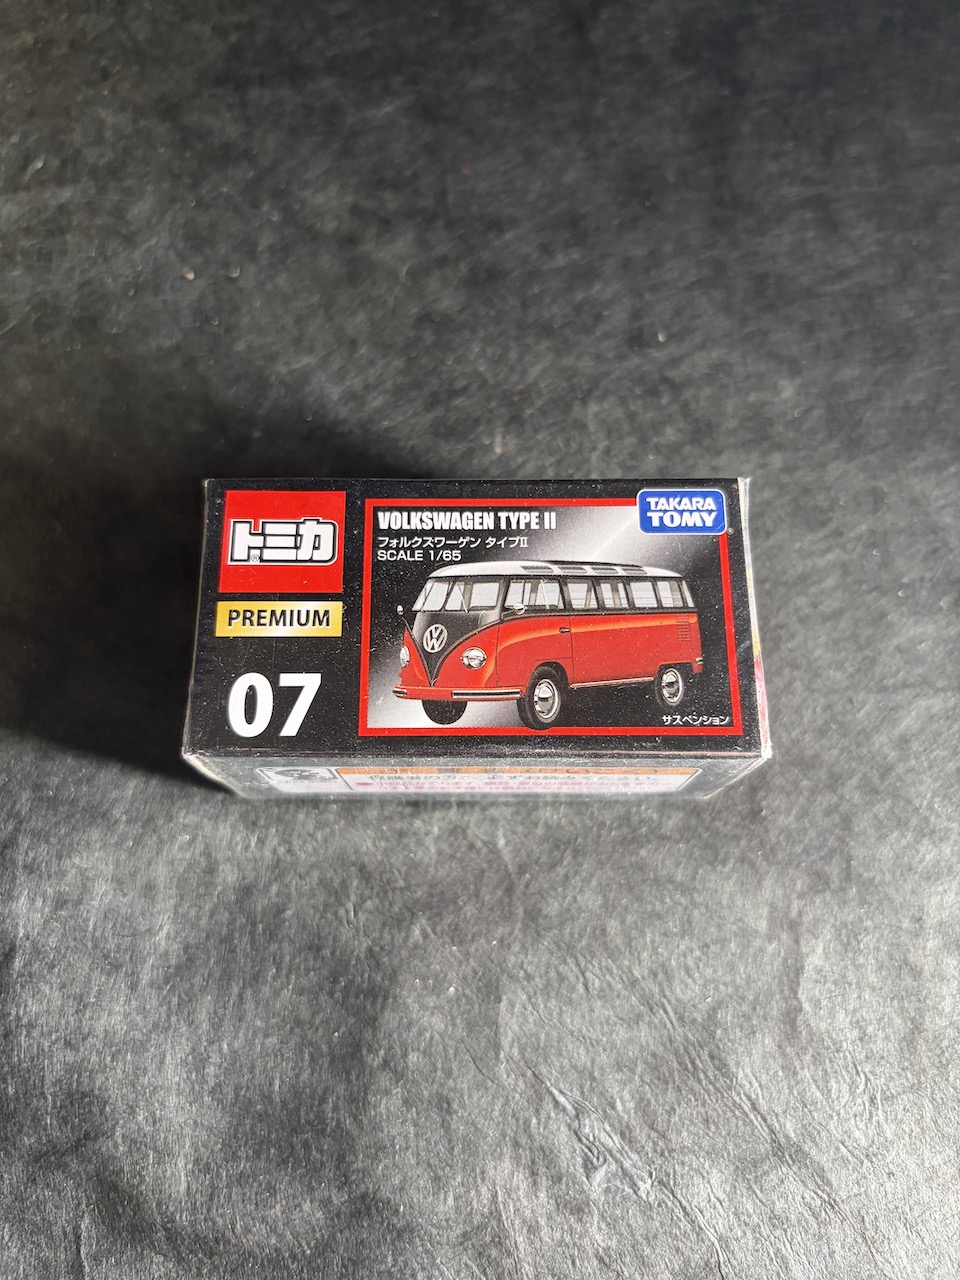 トミカ
PREMIUM
07
VOLKSWAGEN TYPE II
フォルクスワーゲン タイプII
SCALE 1/65
TAKARA
TOMY
サスペンション